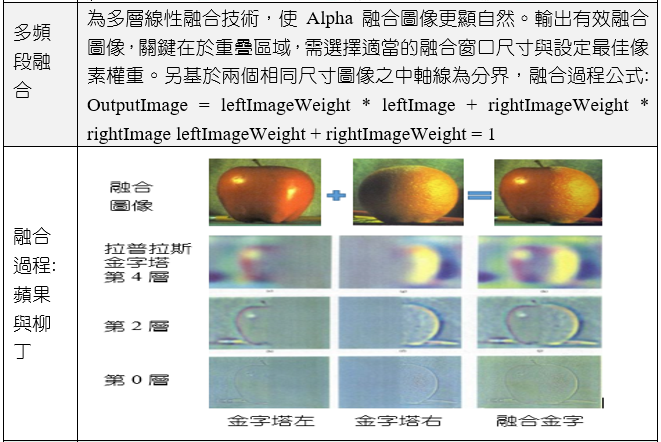 多頻
段融
合
為多層線性融合技術，使 Alpha 融合圖像更顯自然。輸出有效融合
圖像，關鍵在於重疊區域，需選擇適當的融合窗口尺寸與設定最佳像
素權重。另基於兩個相同尺寸圖像之中軸線為分界，融合過程公式:
OutputImage = leftImageWeight * leftImage + rightImageWeight *
rightImage leftImageWeight + rightImageWeight = 1
融合
過程:
蘋果
與柳
丁
融合
圖像
拉普拉斯
金字塔
第 4 層
第 2 層
第 0 層
金字塔左
金字塔右
融合金字